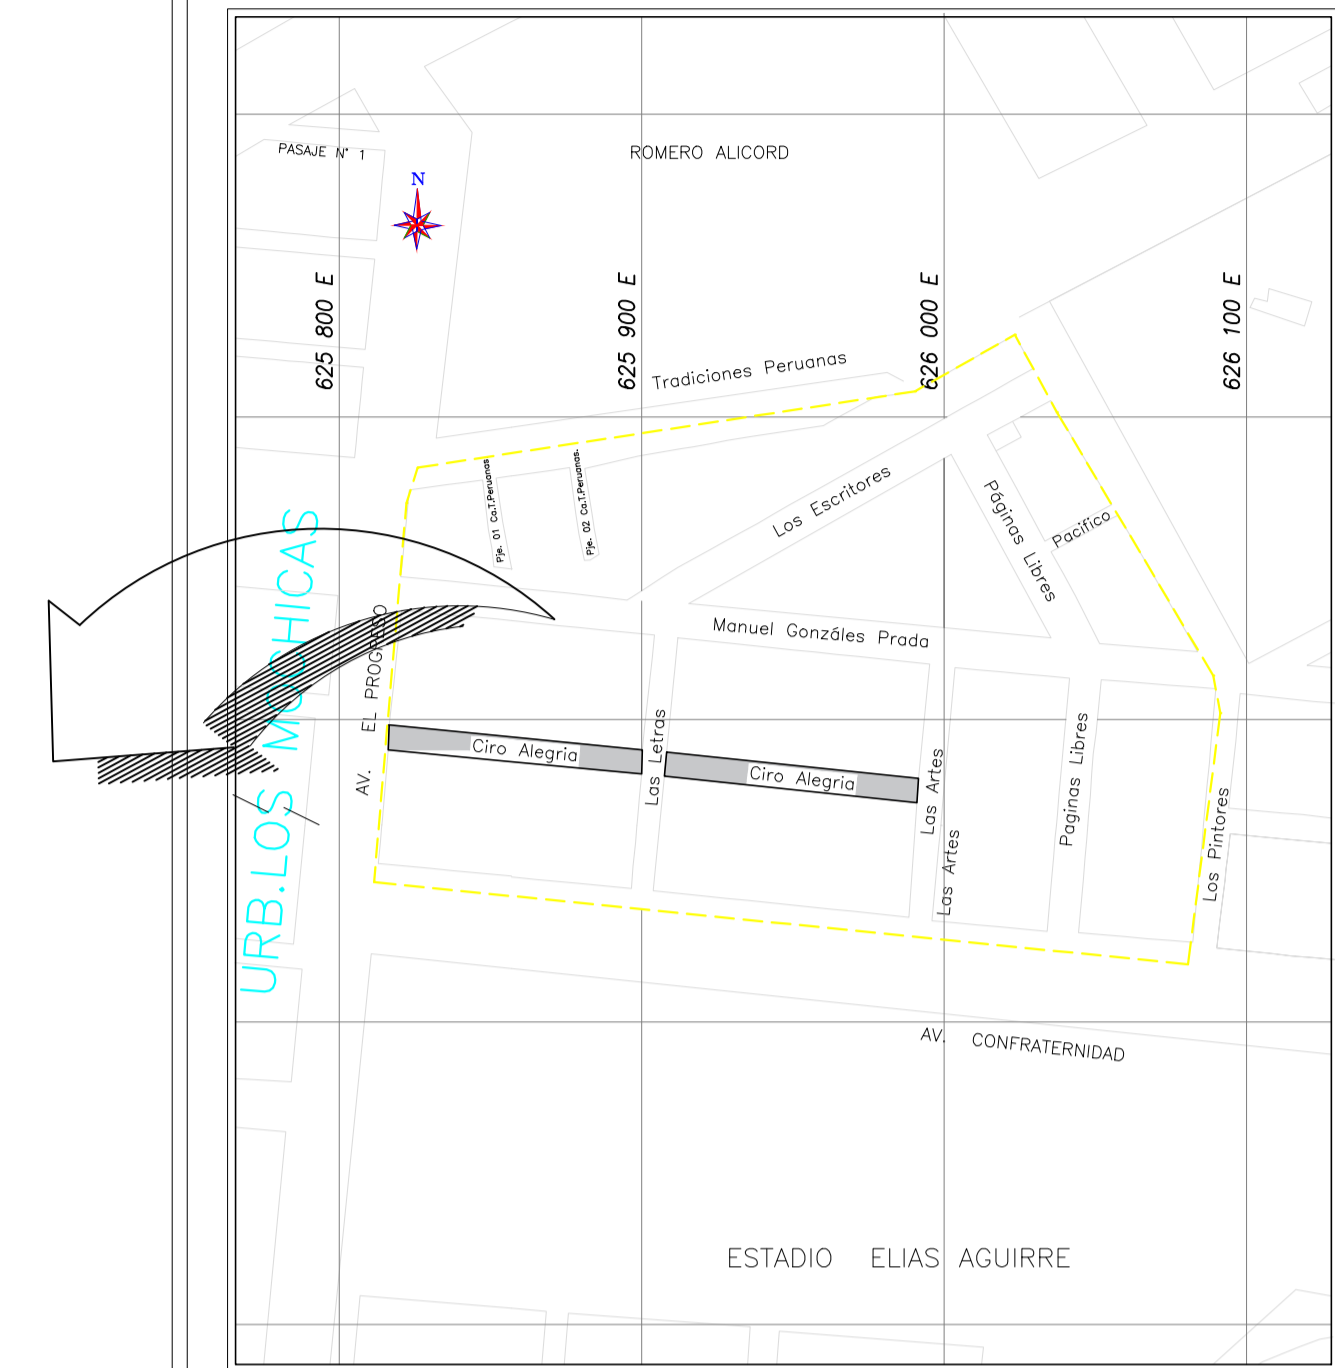 PASAJE N° 1
ROMERO ALICORD
N
625 800 E
625 900 E
626 000 E
626 100 E
Tradiciones Peruanas
Pje. 01 Ca.T.Peruanas
Pje. 02 Ca.T.Peruanas.
Los Escritores
Páginas Libres
Pacifico
Manuel Gonzáles Prada
URB.LOS MOCHICAS
AV. EL PROGRESO
Ciro Alegria
Las Letras
Ciro Alegria
Las Artes
Las Artes
Paginas Libres
Los Pintores
AV. CONFRATERNIDAD
ESTADIO ELIAS AGUIRRE